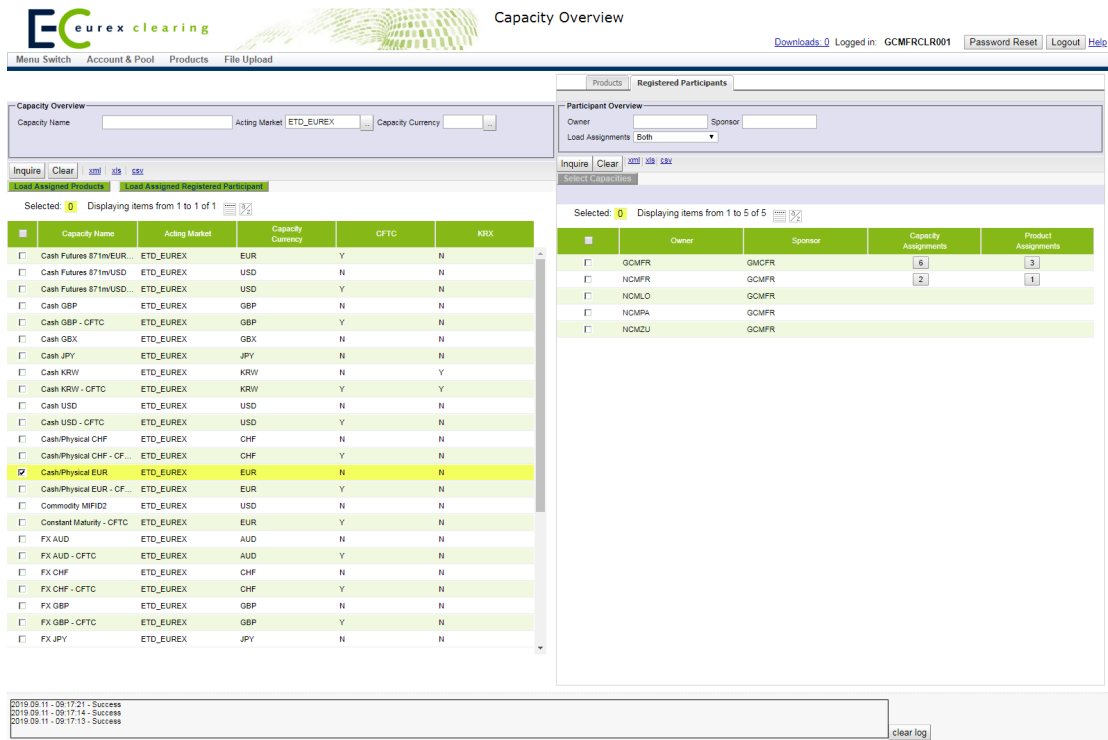 EC eurex clearing
Capacity Overview
Downloads: 0 Logged in: GCMFRCLR001 Password Reset Logout Help
Menu Switch Account & Pool Products File Upload
Products Registered Participants
Capacity Overview
Capacity Name Acting Market ETD_EUREX .. Capacity Currency ..
Participant Overview
Owner Sponsor
Load Assignments Both
Inquire Clear xml xls csv
Load Assigned Products Load Assigned Registered Participant
Selected: 0 Displaying items from 1 to 1 of 1
Capacity Name Acting Market Capacity Currency CFTC KRX
Cash Futures 871m/EUR... ETD_EUREX EUR Y N
Cash Futures 871m/USD ETD_EUREX USD N N
Cash Futures 871m/USD... ETD_EUREX USD Y N
Cash GBP ETD_EUREX GBP N N
Cash GBP - CFTC ETD_EUREX GBP Y N
Cash GBX ETD_EUREX GBX N N
Cash JPY ETD_EUREX JPY N N
Cash KRW ETD_EUREX KRW N Y
Cash KRW - CFTC ETD_EUREX KRW Y Y
Cash USD ETD_EUREX USD N N
Cash USD - CFTC ETD_EUREX USD Y N
Cash/Physical CHF ETD_EUREX CHF N N
Cash/Physical CHF - CF... ETD_EUREX CHF Y N
Cash/Physical EUR ETD_EUREX EUR N N
Cash/Physical EUR - CF... ETD_EUREX EUR Y N
Commodity MIFID2 ETD_EUREX USD N N
Constant Maturity - CFTC ETD_EUREX EUR Y N
FX AUD ETD_EUREX AUD N N
FX AUD - CFTC ETD_EUREX AUD Y N
FX CHF ETD_EUREX CHF N N
FX CHF - CFTC ETD_EUREX CHF Y N
FX GBP ETD_EUREX GBP N N
FX GBP - CFTC ETD_EUREX GBP Y N
FX JPY ETD_EUREX JPY N N
Inquire Clear xml xls csv
Select Capacities
Selected: 0 Displaying items from 1 to 5 of 5
Owner Sponsor Capacity Assignments Product Assignments
GCMFR GMCFR 6 3
NCMFR GCMFR 2 1
NCMLO GCMFR
NCMPA GCMFR
NCMZU GCMFR
2019.09.11 - 09:17:21 - Success
2019.09.11 - 09:17:14 - Success
2019.09.11 - 09:17:13 - Success
clear log